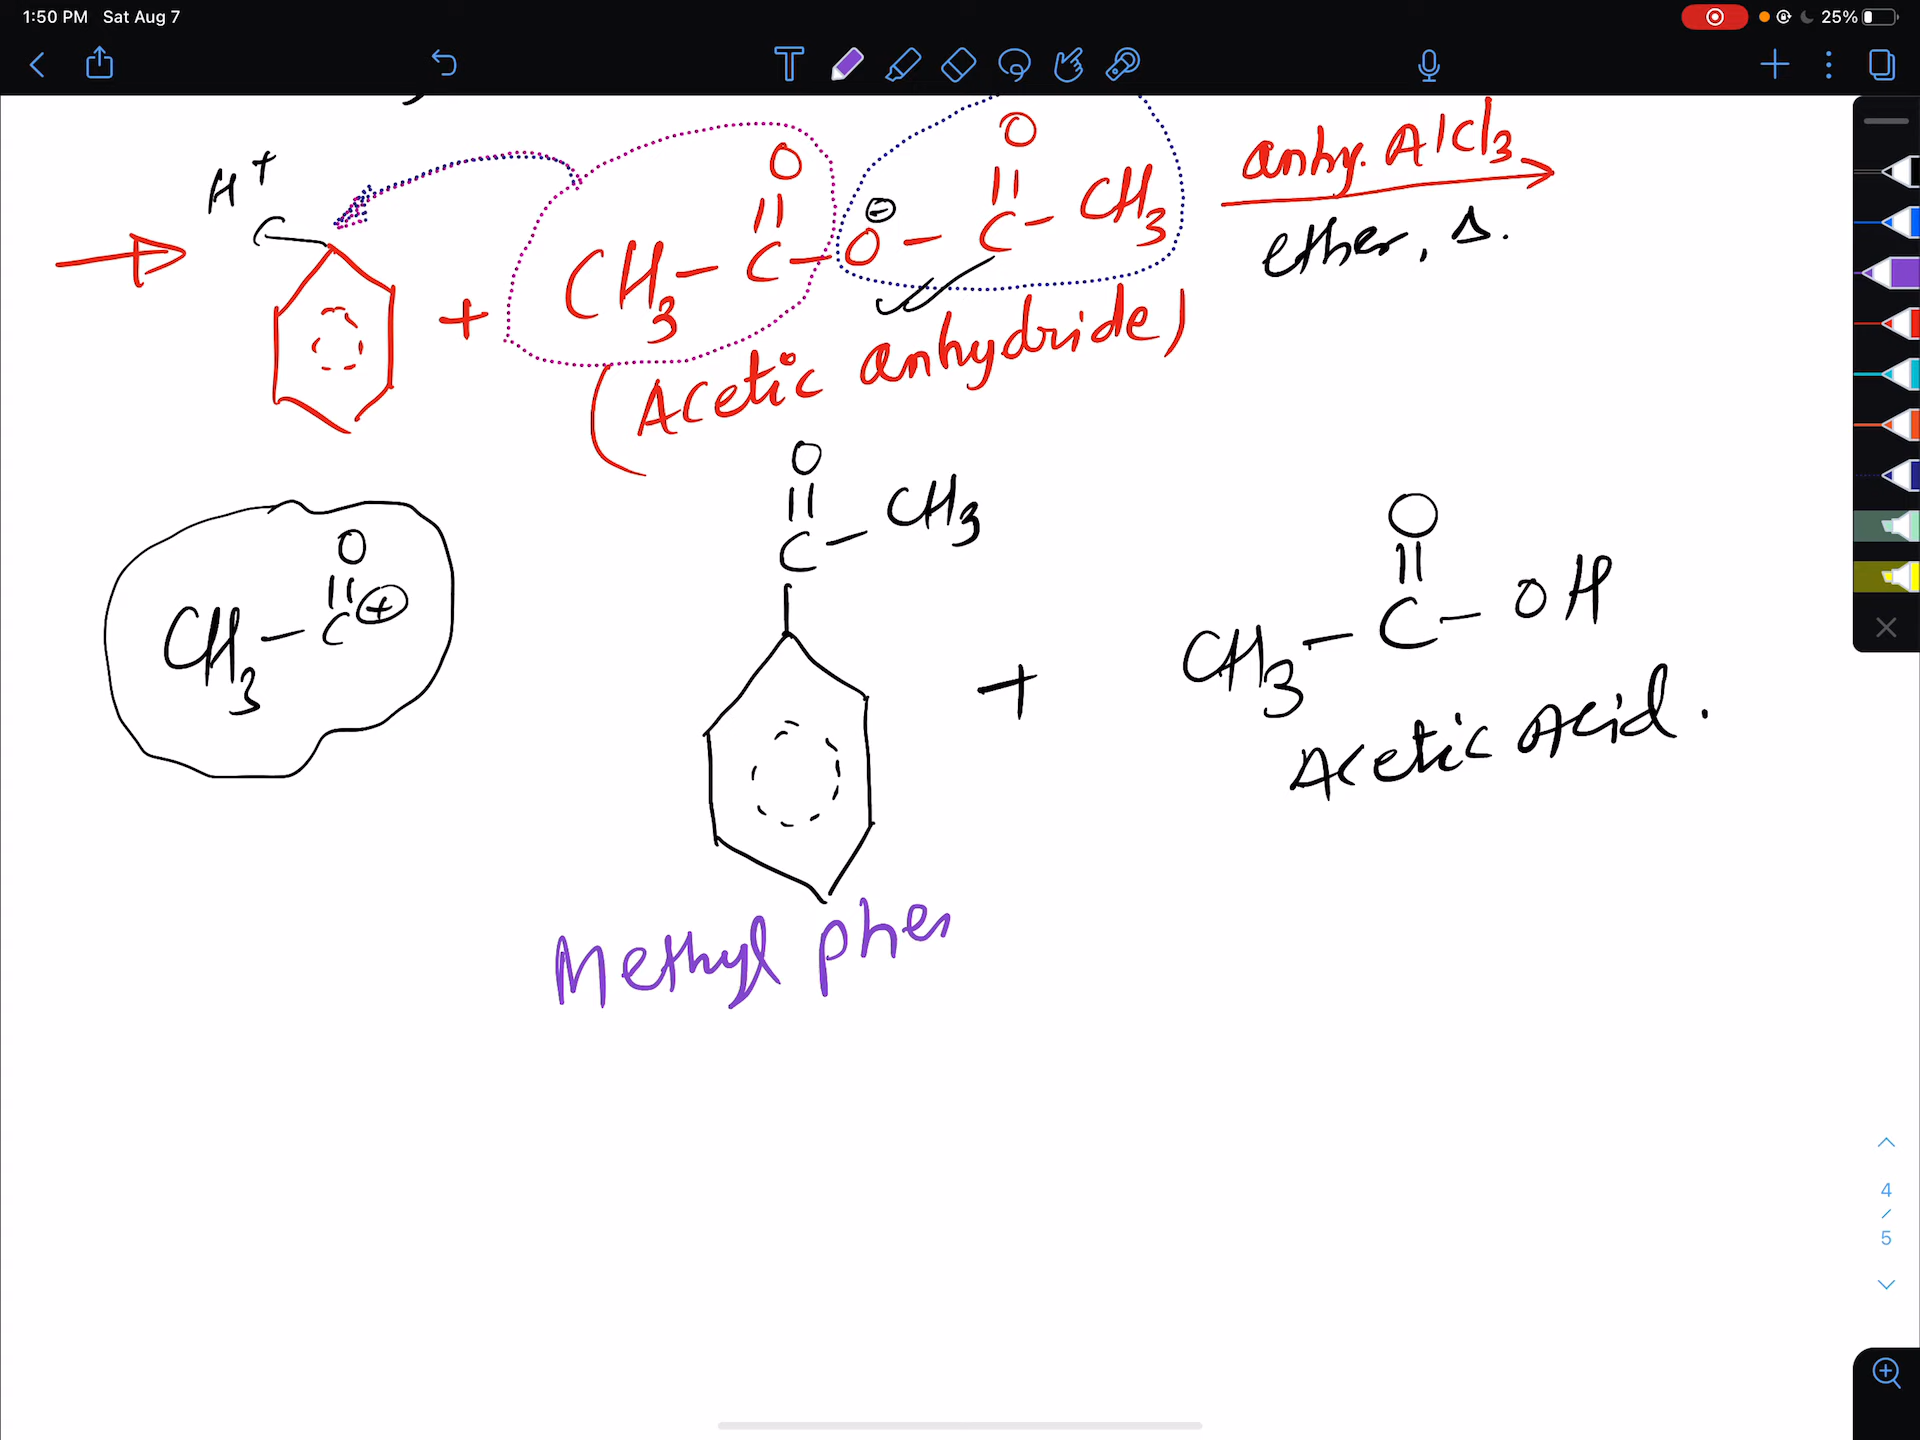 1:50 PM Sat Aug 7
25%
H+
CH3-C-O-C-CH3
O
||
O
||
⊖
+
anhy. AlCl3
ether, Δ.
(Acetic anhydride)
O
||
CH3-C⊕
O
||
C-CH3
+
O
||
CH3-C-OH
Acetic Acid.
Methyl phen
4
/
5